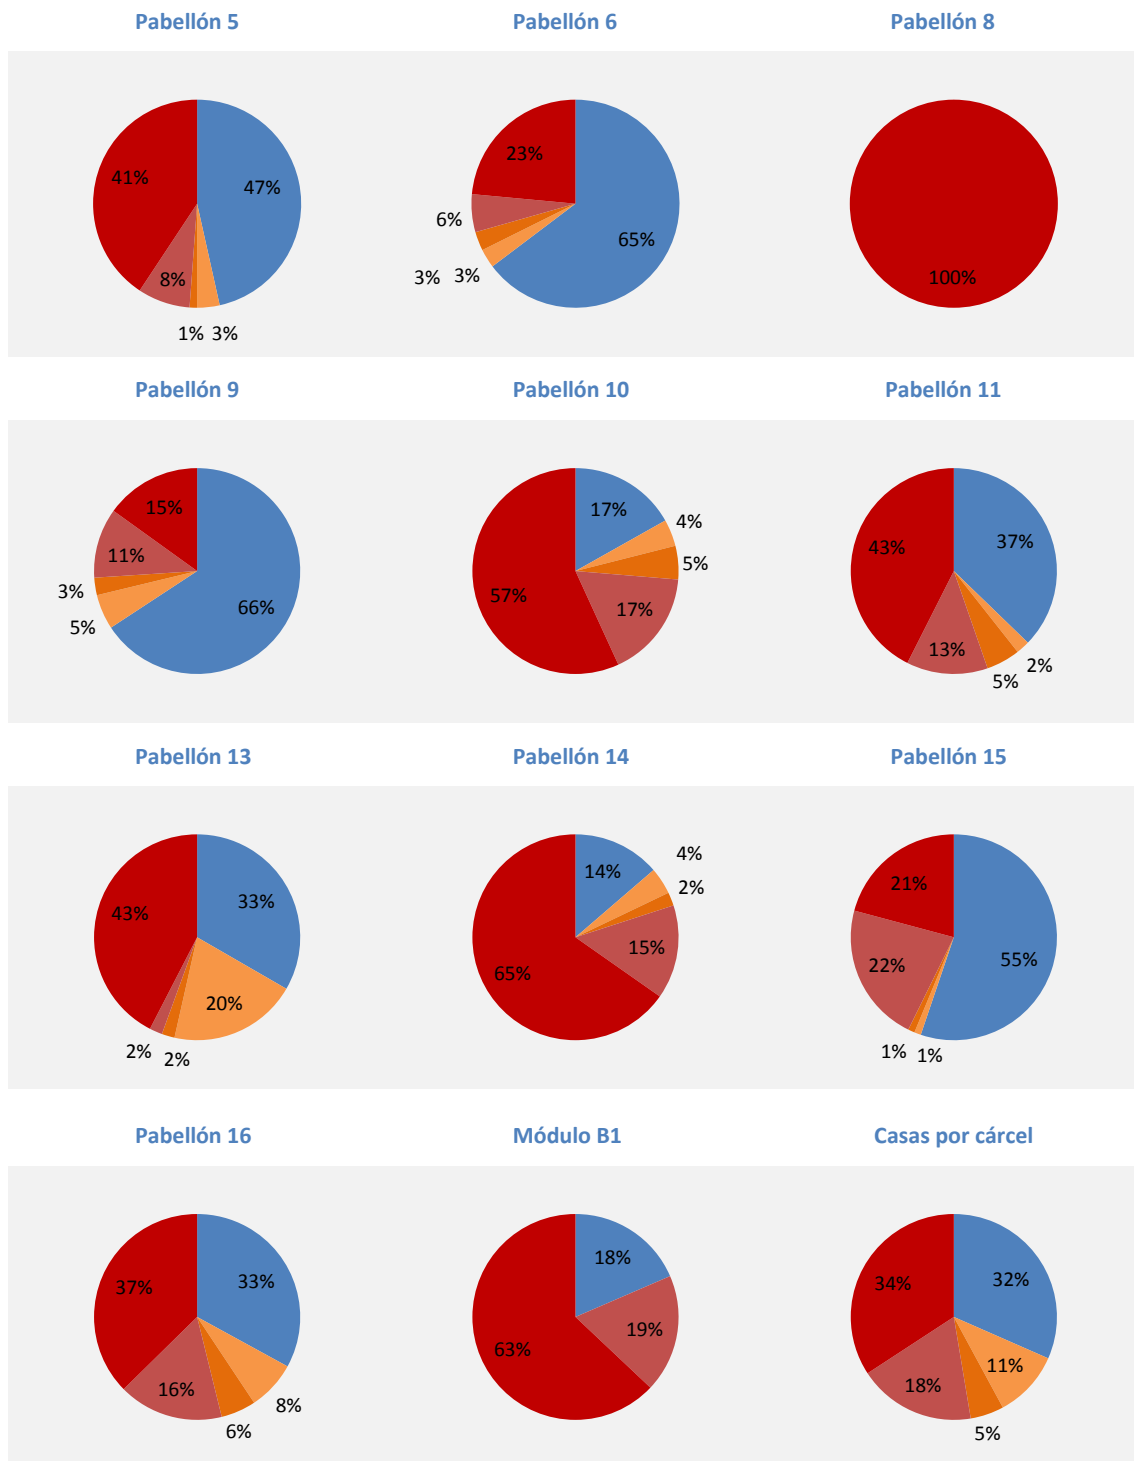 Pabellón 5 Pabellón 6 Pabellón 8
41% 47% 8% 1% 3%
23% 6% 65% 3% 3%
100%
Pabellón 9 Pabellón 10 Pabellón 11
15% 11% 3% 5% 66%
17% 4% 5% 17% 57%
43% 37% 13% 5% 2%
Pabellón 13 Pabellón 14 Pabellón 15
43% 33% 20% 2% 2%
14% 4% 2% 15% 65%
21% 22% 55% 1% 1%
Pabellón 16 Módulo B1 Casas por cárcel
37% 33% 16% 8% 6%
18% 19% 63%
34% 32% 11% 18% 5%